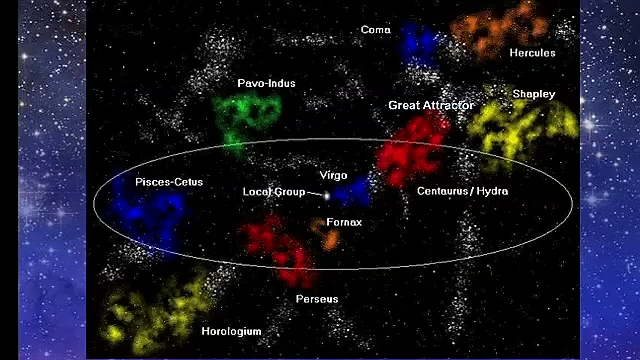 Coma
Hercules
Pavo-Indus
Shapley
Great Attractor
Virgo
Pisces-Cetus
Local Group
Centaurus / Hydra
Fornax
Perseus
Horologium